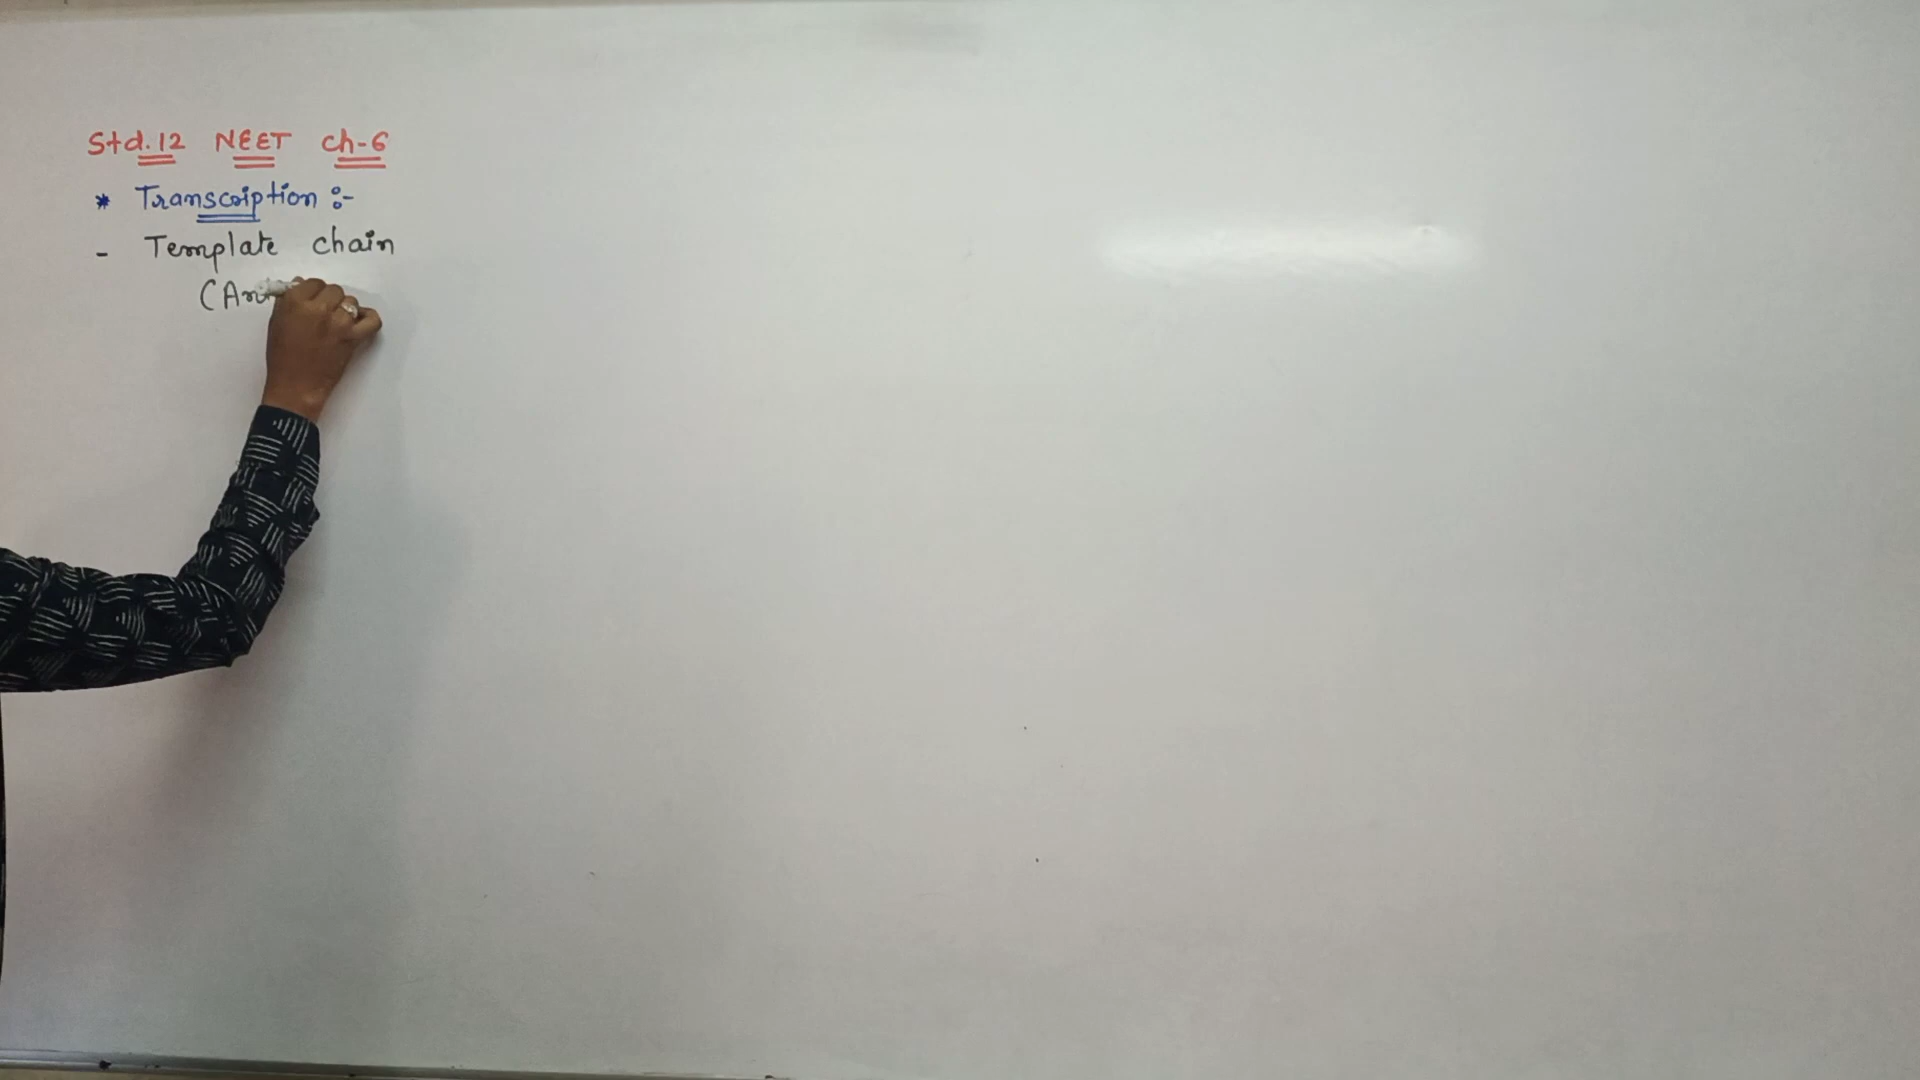 Std.12 NEET ch-6
* Transcription :-
- Template chain